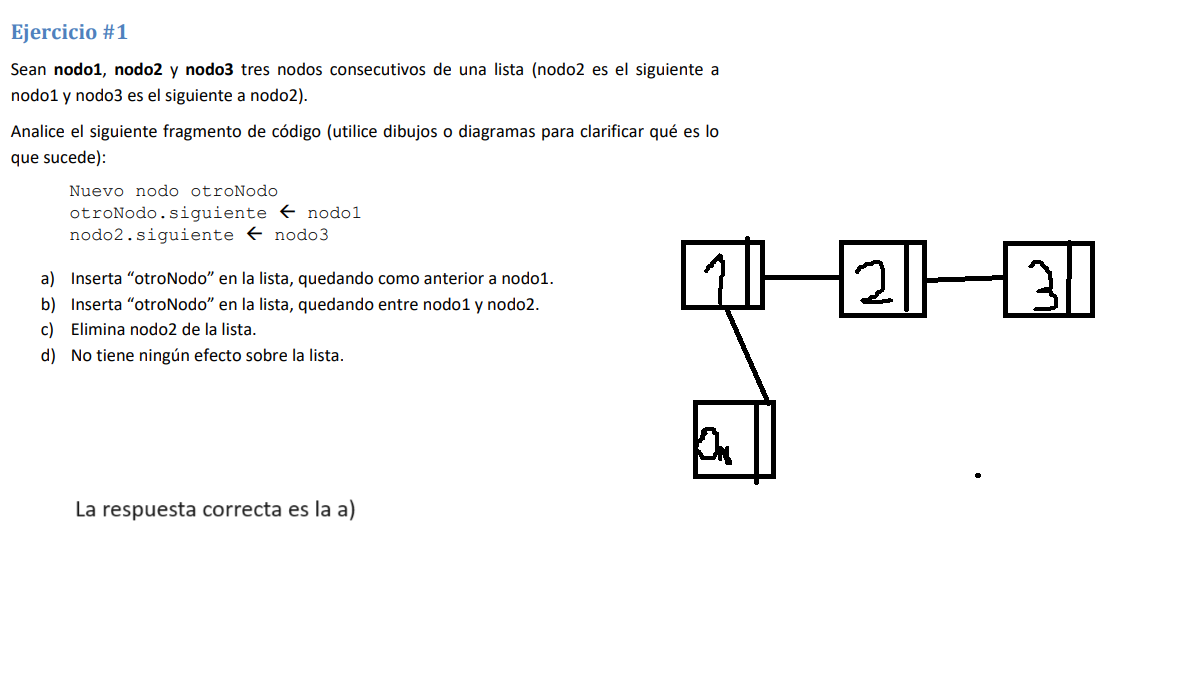 Ejercicio #1
Sean nodo1, nodo2 y nodo3 tres nodos consecutivos de una lista (nodo2 es el siguiente a
nodo1 y nodo3 es el siguiente a nodo2).
Analice el siguiente fragmento de código (utilice dibujos o diagramas para clarificar qué es lo
que sucede):
Nuevo nodo otroNodo
otroNodo.siguiente ← nodo1
nodo2.siguiente ← nodo3
a) Inserta “otroNodo” en la lista, quedando como anterior a nodo1.
b) Inserta “otroNodo” en la lista, quedando entre nodo1 y nodo2.
c) Elimina nodo2 de la lista.
d) No tiene ningún efecto sobre la lista.
1 2 3
La respuesta correcta es la a)